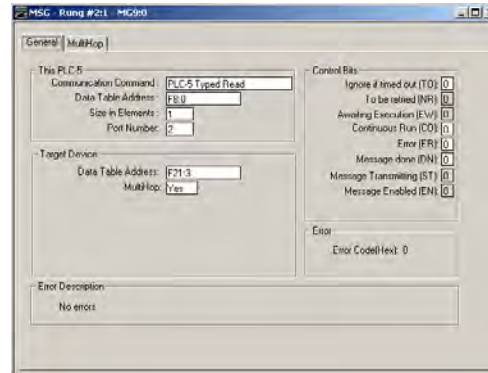 MSG - Rung #2:1 - MG9:0
General
MultiHop
This PLC-5
Communication Command : PLC-5 Typed Read
Data Table Address : F8:0
Size in Elements : 1
Port Number: 2
Target Device
Data Table Address: F21:3
MultiHop: Yes
Control Bits
Ignore if timed out (TO): 0
To be retried (NR): 0
Awaiting Execution (EW): 0
Continuous Run (CO): 0
Error (ER): 0
Message done (DN): 0
Message Transmitting (ST): 0
Message Enabled (EN): 0
Error
Error Code(Hex): 0
Error Description
No errors